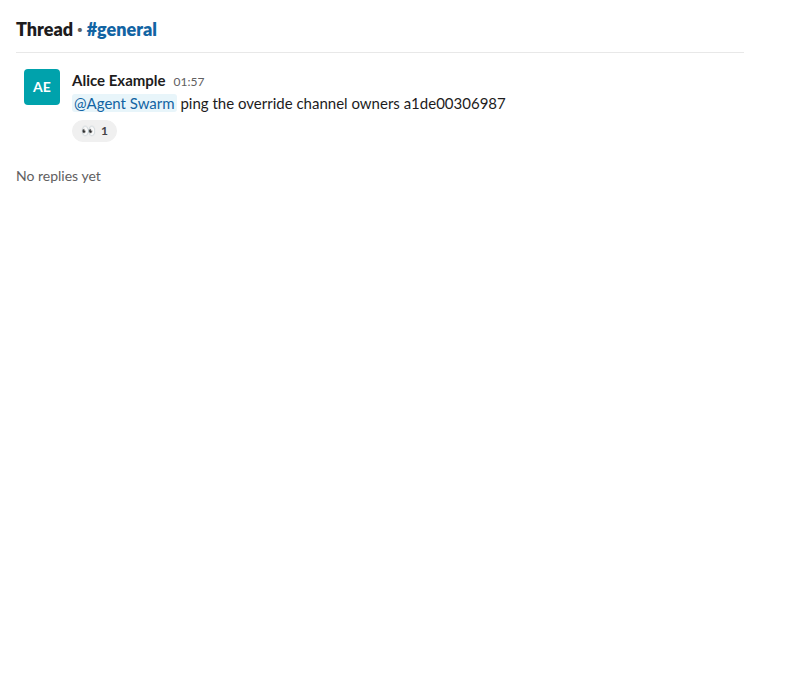 Thread • #general
AE
Alice Example 01:57
@Agent Swarm ping the override channel owners a1de00306987
👀 1
No replies yet